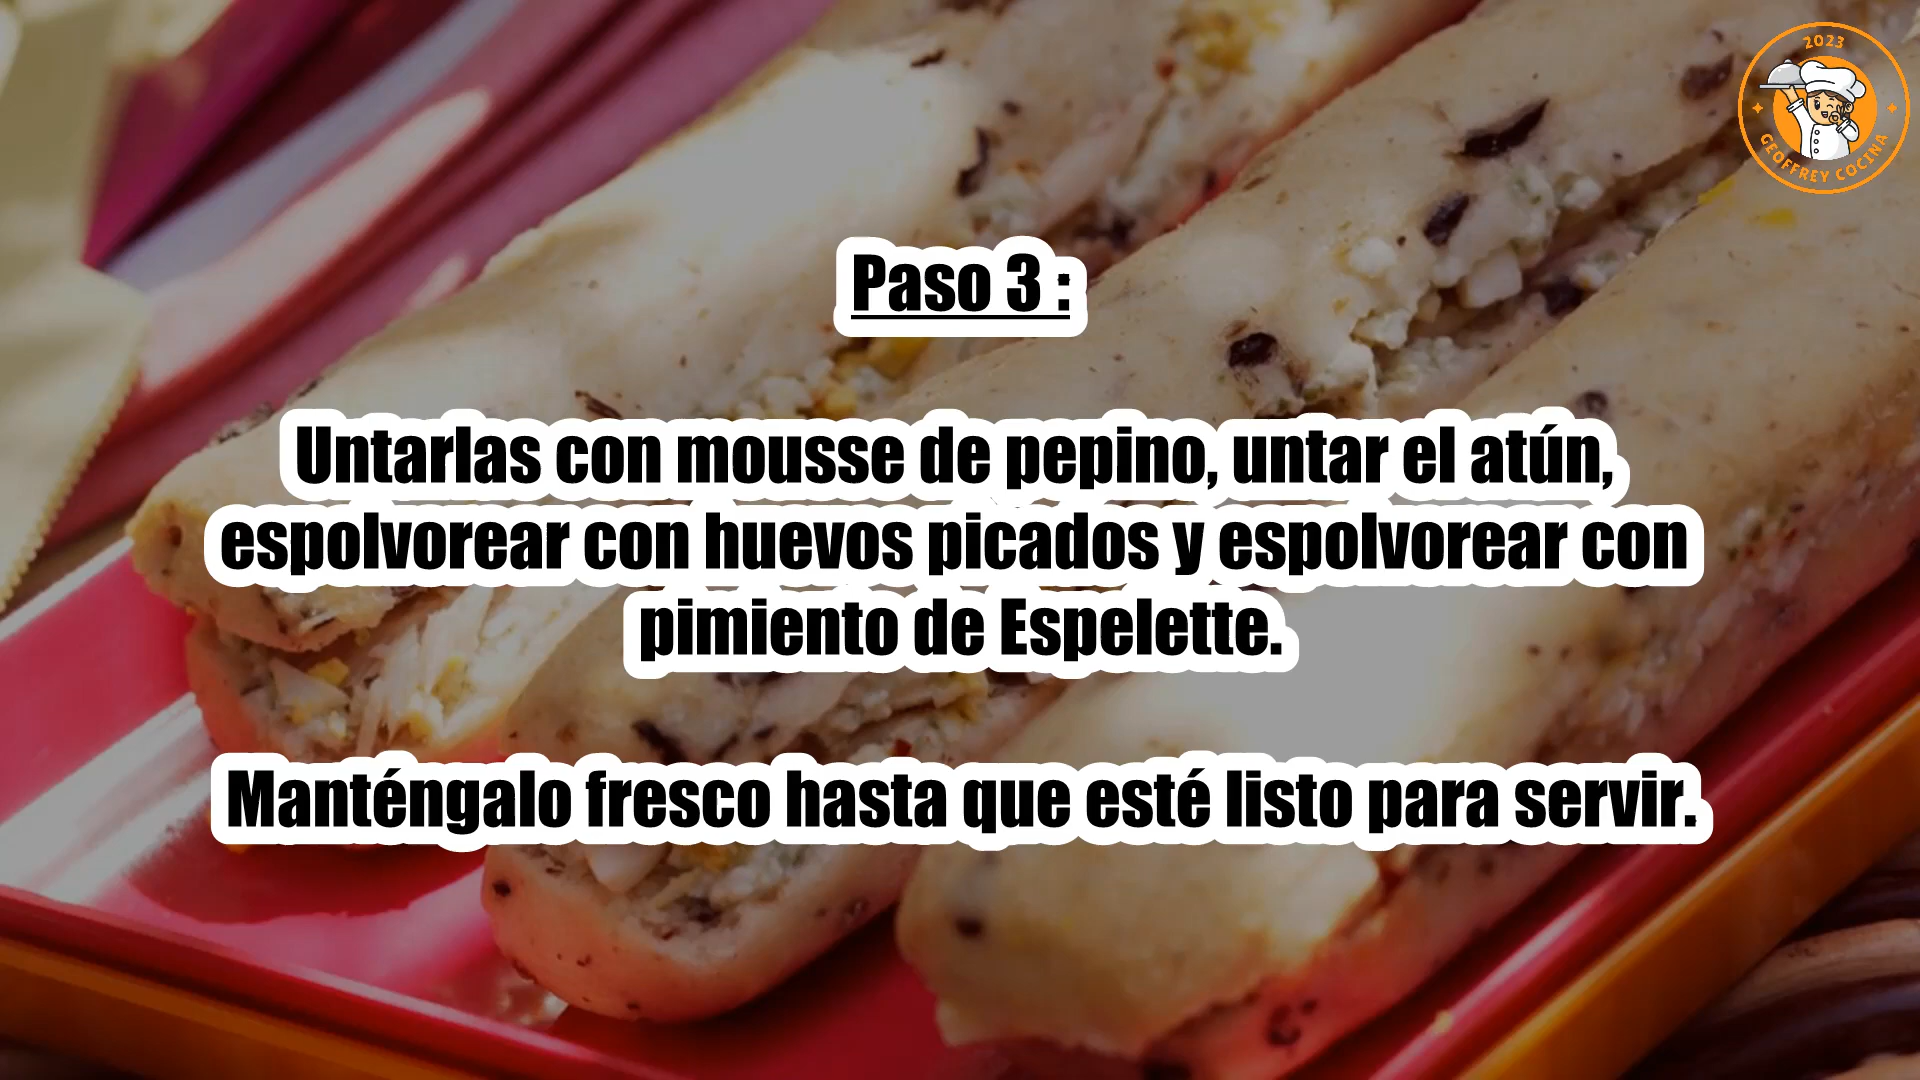 2023
GEOFFREY COCINA
Paso 3 :
Untarlas con mousse de pepino, untar el atún,
espolvorear con huevos picados y espolvorear con
pimiento de Espelette.
Manténgalo fresco hasta que esté listo para servir.